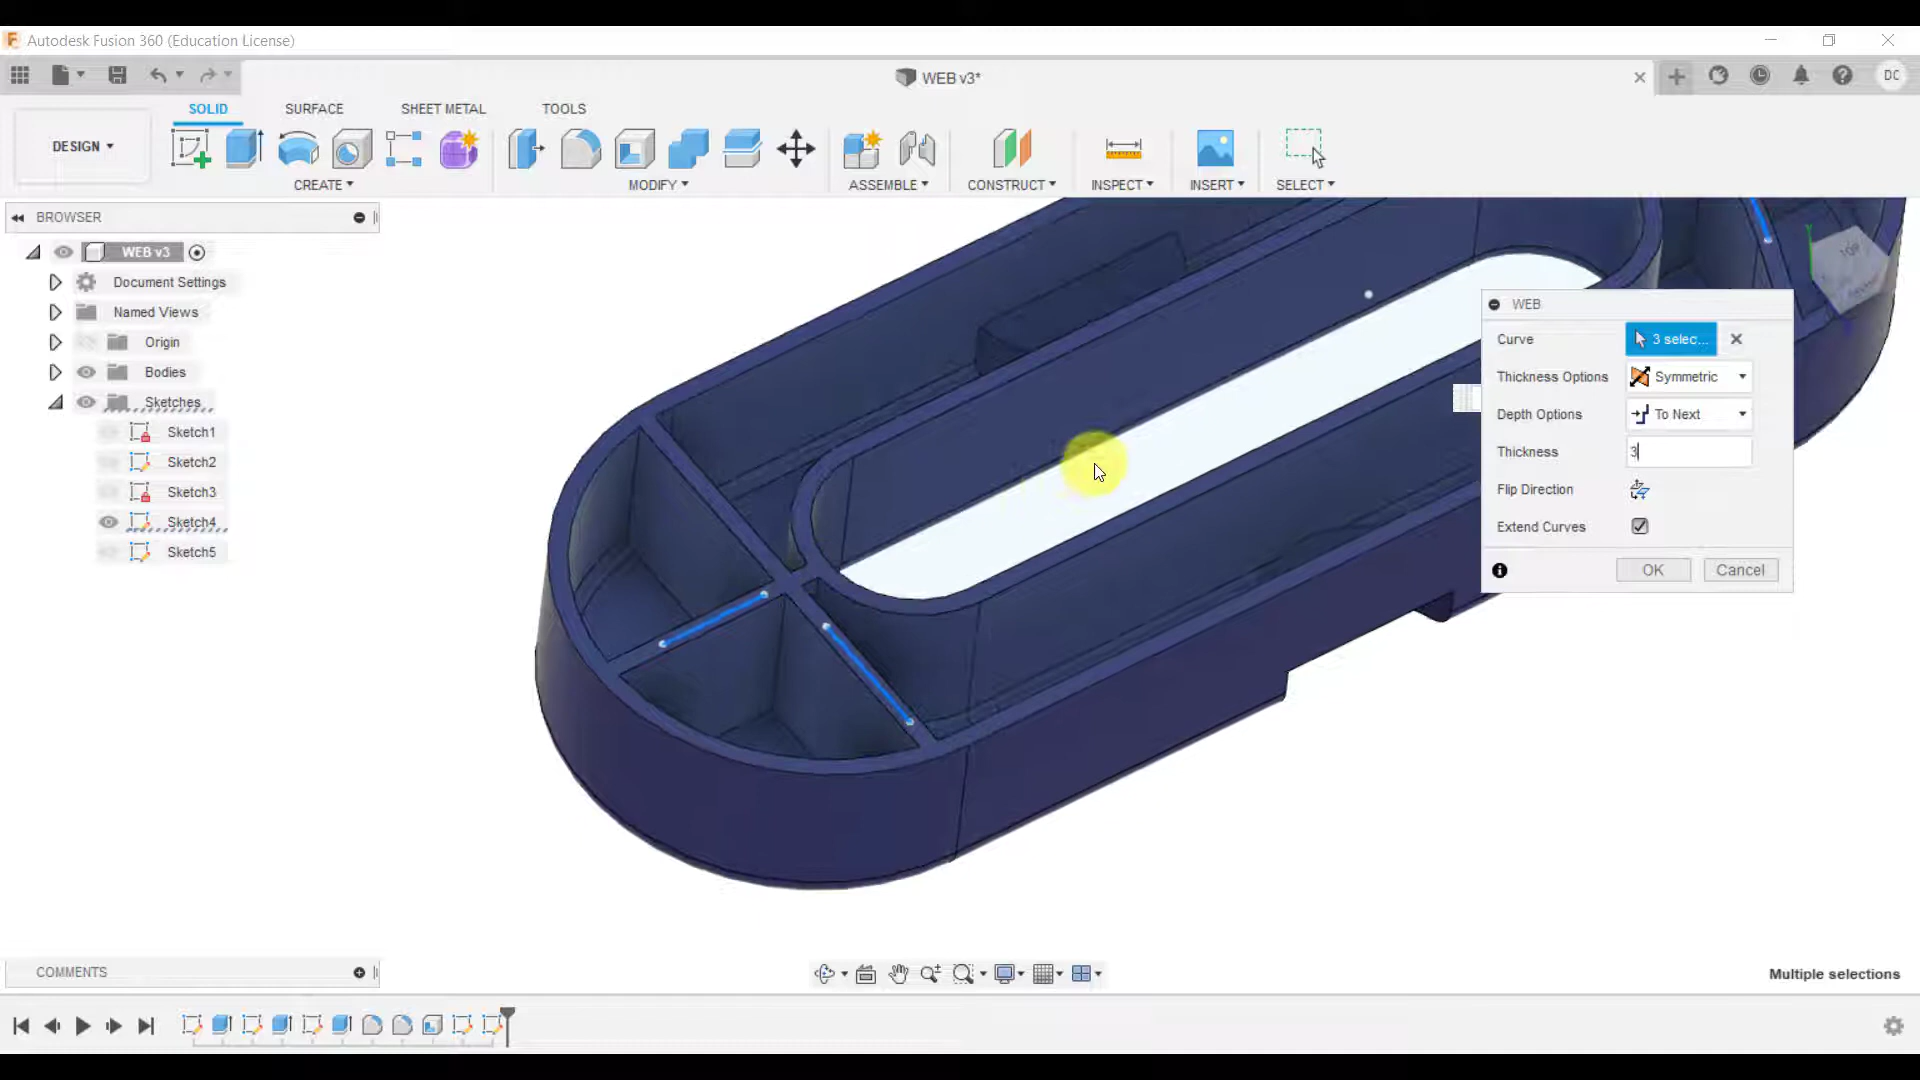 Autodesk Fusion 360 (Education License)
WEB v3*
DC
DESIGN
SOLID
SURFACE
SHEET METAL
TOOLS
CREATE
MODIFY
ASSEMBLE
CONSTRUCT
INSPECT
INSERT
SELECT
BROWSER
WEB v3
Document Settings
Named Views
Origin
Bodies
Sketches
Sketch1
Sketch2
Sketch3
Sketch4
Sketch5
TOP
WEB
Curve
3 selec...
Thickness Options
Symmetric
Depth Options
To Next
Thickness
3
Flip Direction
Extend Curves
OK
Cancel
COMMENTS
Multiple selections